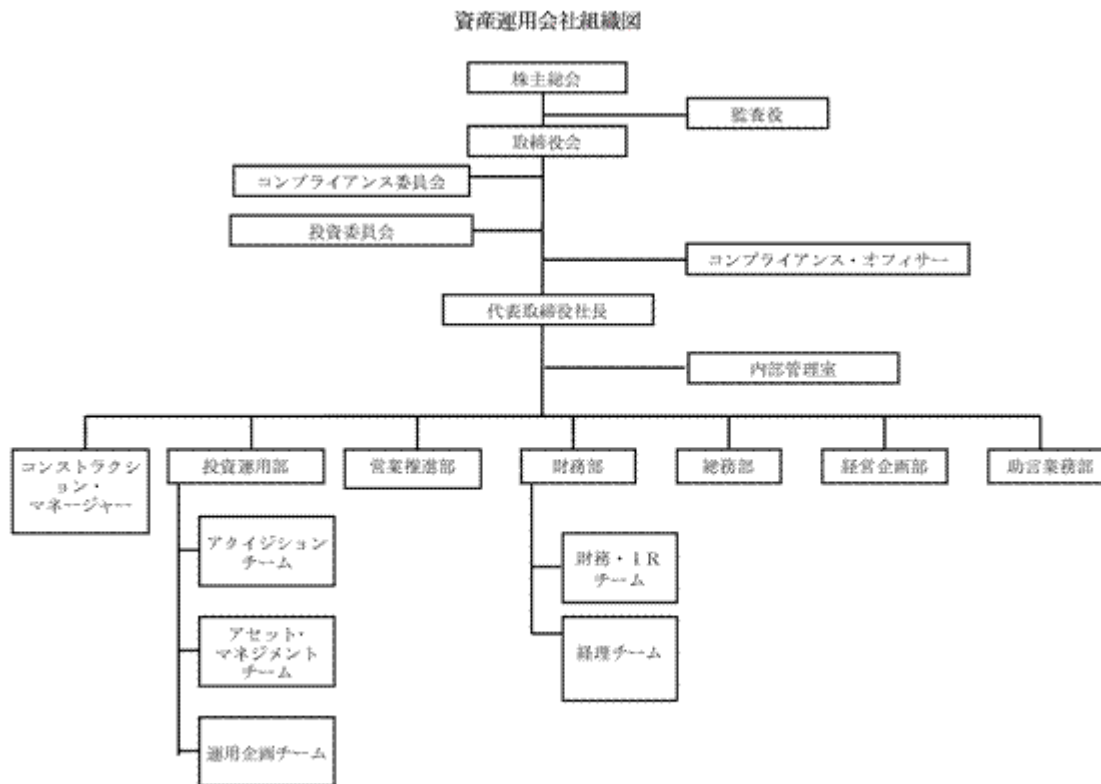 資産運用会社組織図
株主総会
監査役
取締役会
コンプライアンス委員会
投資委員会
コンプライアンス・オフィサー
代表取締役社長
内部管理室
コンストラクシ
ョン・
マネージャー
投資運用部
営業推進部
財務部
総務部
経営企画部
助言業務部
アクイジション
チーム
アセット・
マネジメント
チーム
運用企画チーム
財務・IR
チーム
経理チーム